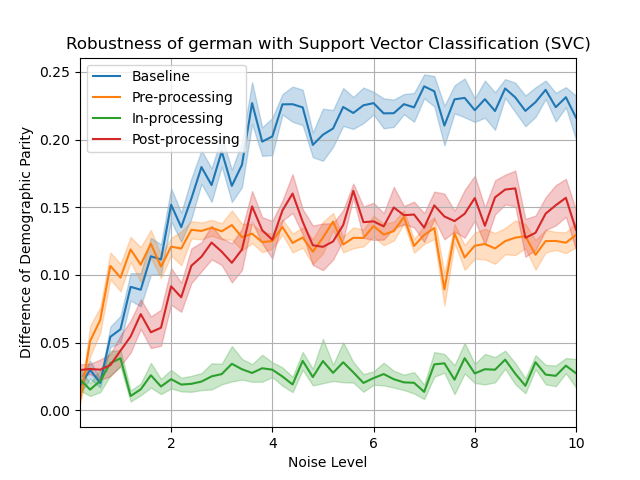 Robustness of german with Support Vector Classification (SVC)
Baseline
Pre-processing
In-processing
Post-processing
Difference of Demographic Parity
0.25
0.20
0.15
0.10
0.05
0.00
2 4 6 8 10
Noise Level